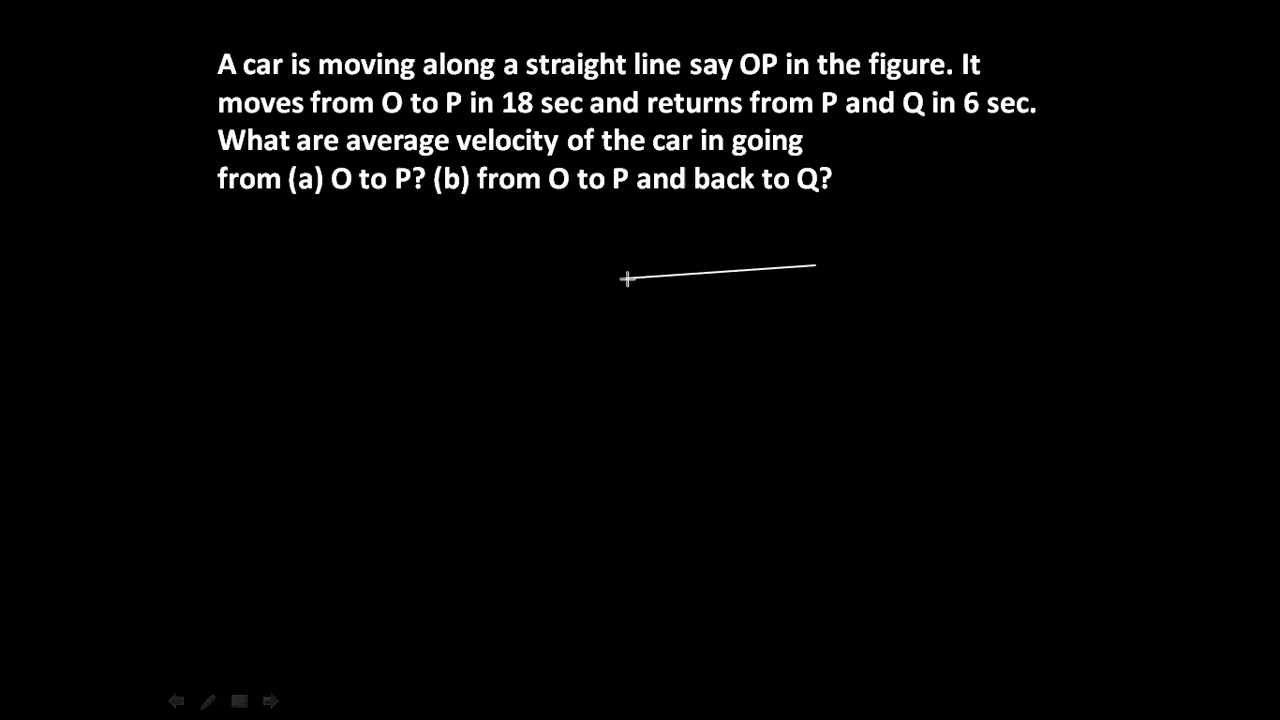 A car is moving along a straight line say OP in the figure. It
moves from O to P in 18 sec and returns from P and Q in 6 sec.
What are average velocity of the car in going
from (a) O to P? (b) from O to P and back to Q?